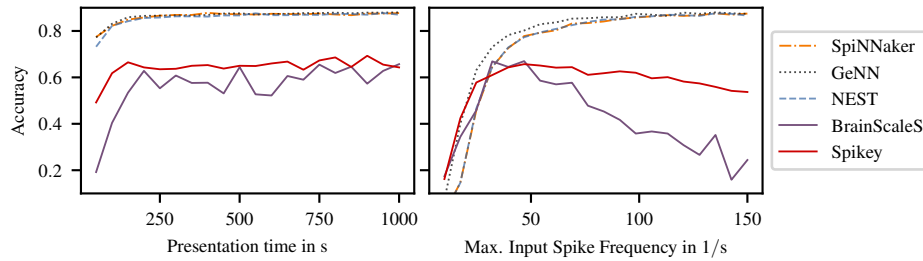 Accuracy
0.8
0.6
0.4
0.2
250 500 750 1000
Presentation time in s
50 100 150
Max. Input Spike Frequency in 1/s
SpiNNaker
GeNN
NEST
BrainScaleS
Spikey